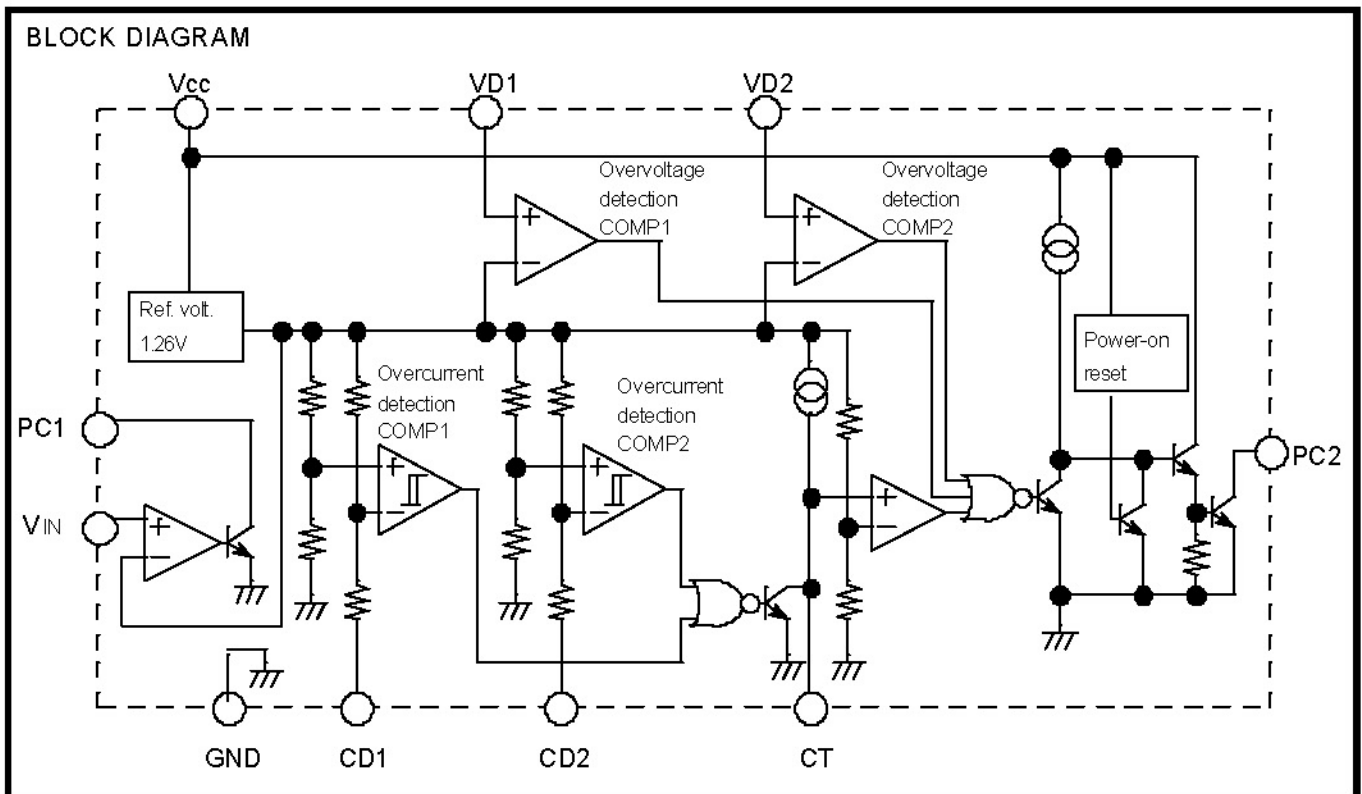 BLOCK DIAGRAM
Vcc
VD1
VD2
Overvoltage
detection
COMP1
Overvoltage
detection
COMP2
Ref. volt.
1.26V
Power-on
reset
Overcurrent
detection
COMP1
Overcurrent
detection
COMP2
PC1
PC2
VIN
GND
CD1
CD2
CT